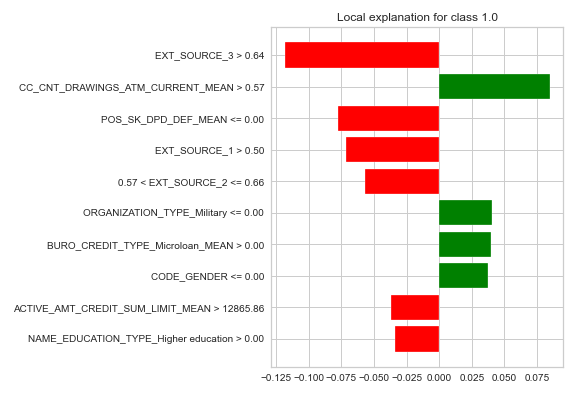 Local explanation for class 1.0
EXT_SOURCE_3 > 0.64
CC_CNT_DRAWINGS_ATM_CURRENT_MEAN > 0.57
POS_SK_DPD_DEF_MEAN <= 0.00
EXT_SOURCE_1 > 0.50
0.57 < EXT_SOURCE_2 <= 0.66
ORGANIZATION_TYPE_Military <= 0.00
BURO_CREDIT_TYPE_Microloan_MEAN > 0.00
CODE_GENDER <= 0.00
ACTIVE_AMT_CREDIT_SUM_LIMIT_MEAN > 12865.86
NAME_EDUCATION_TYPE_Higher education > 0.00
−0.125 −0.100 −0.075 −0.050 −0.025 0.000 0.025 0.050 0.075